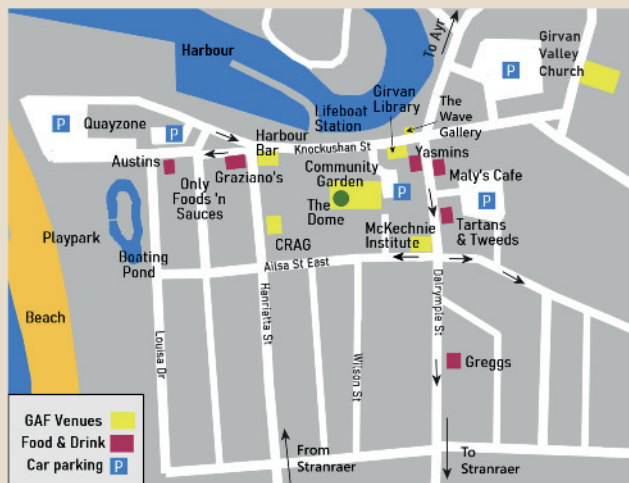 Harbour
To Ayr
Girvan
Valley
Church
P
Girvan
Library
The
Wave
Gallery
Lifeboat
Station
P
Quayzone
P
Harbour
Bar
Knockushan St
Yasmins
Austins
Graziano's
Community
Garden
Maly's Cafe
Only
Foods 'n
Sauces
P
P
The
Dome
McKechnie
Institute
Tartans
& Tweeds
Playpark
Boating
Pond
CRAG
Ailsa St East
Beach
Louisa Dr
Henrietta St
Wilson St
Dalrymple St
Greggs
GAF Venues
Food & Drink
Car parking P
From
Stranraer
To
Stranraer